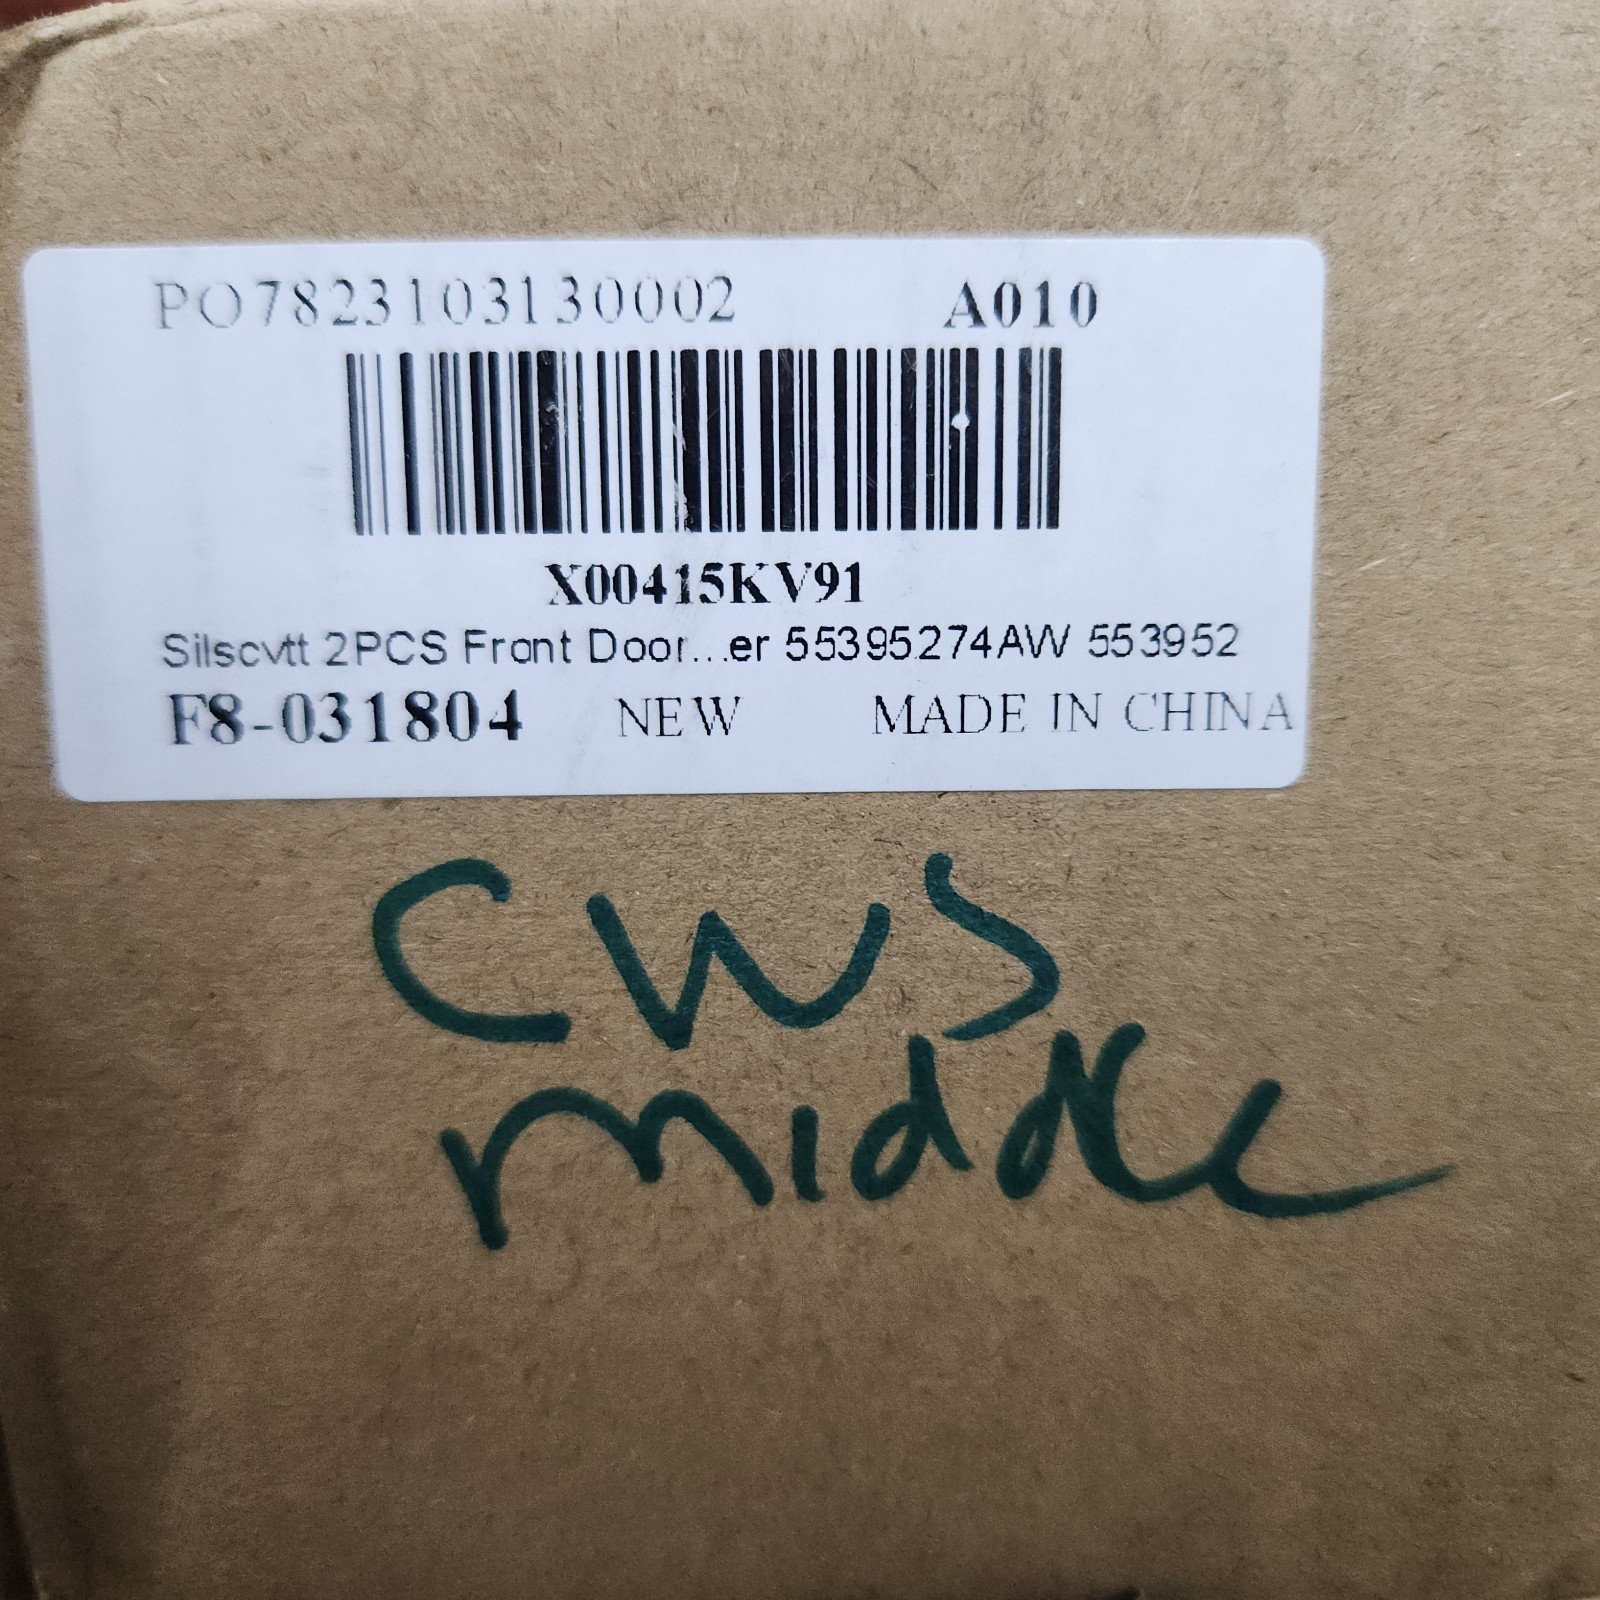 PO7823103130002 A010
X00415KV91
Silscvtt 2PCS Front Door...er 55395274AW 553952
F8-031804 NEW MADE IN CHINA
CWS
middle